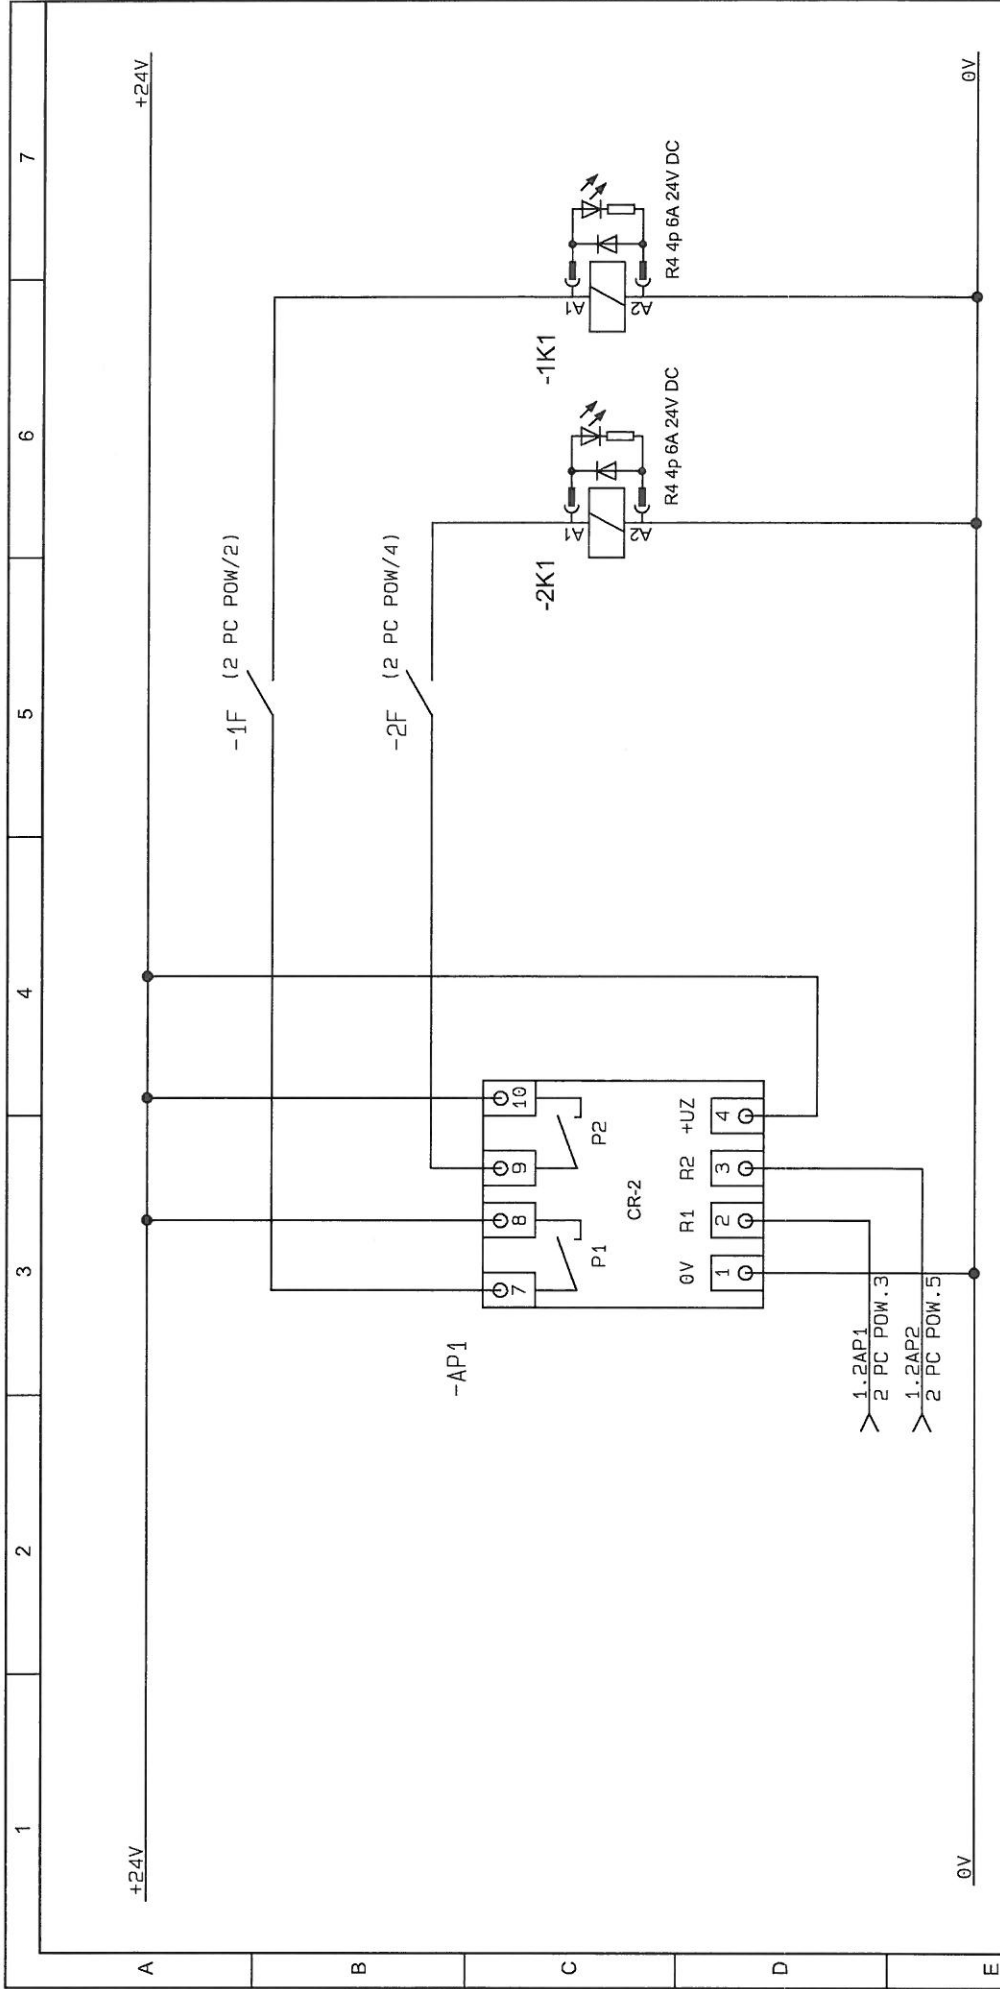 1 2 3 4 5 6 7
A
B
C
D
E
+24V +24V
-1F (2 PC POW/2)
-2F (2 PC POW/4)
-AP1
7 8 9 10
P1 P2
CR-2
0V R1 R2 +UZ
1 2 3 4
-2K1
A1
A2
R4 4p 6A 24V DC
-1K1
A1
A2
R4 4p 6A 24V DC
1.2AP1
2 PC POW.3
1.2AP2
2 PC POW.5
0V 0V